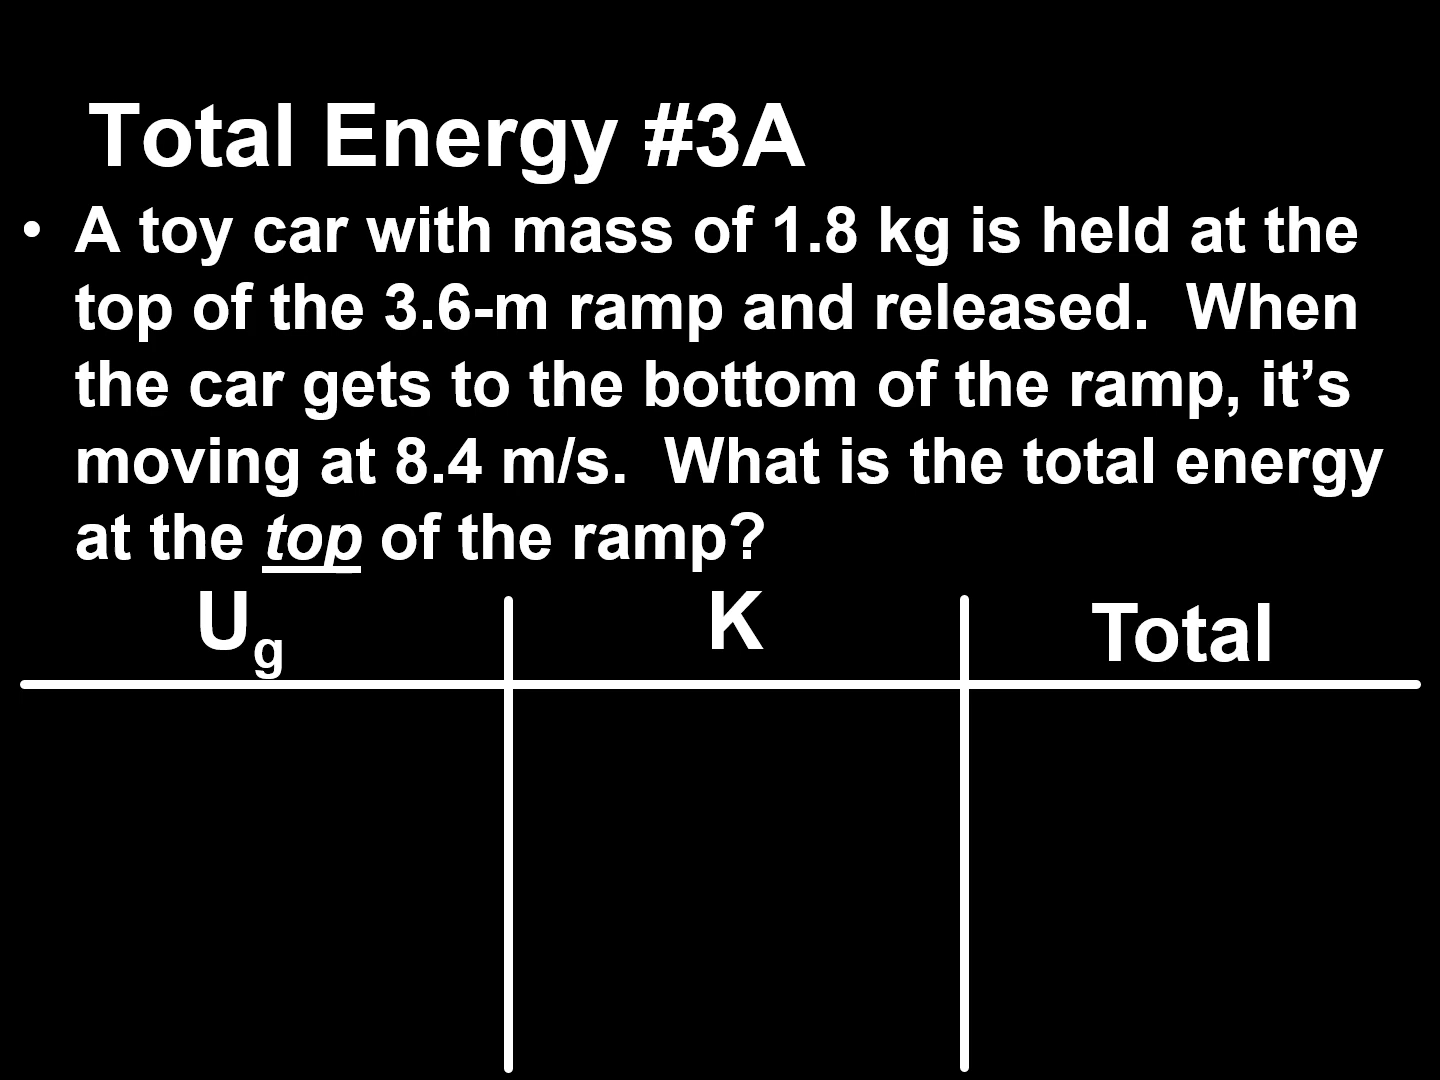 Total Energy #3A
• A toy car with mass of 1.8 kg is held at the
top of the 3.6-m ramp and released.  When
the car gets to the bottom of the ramp, it’s
moving at 8.4 m/s.  What is the total energy
at the top of the ramp?
Ug K Total